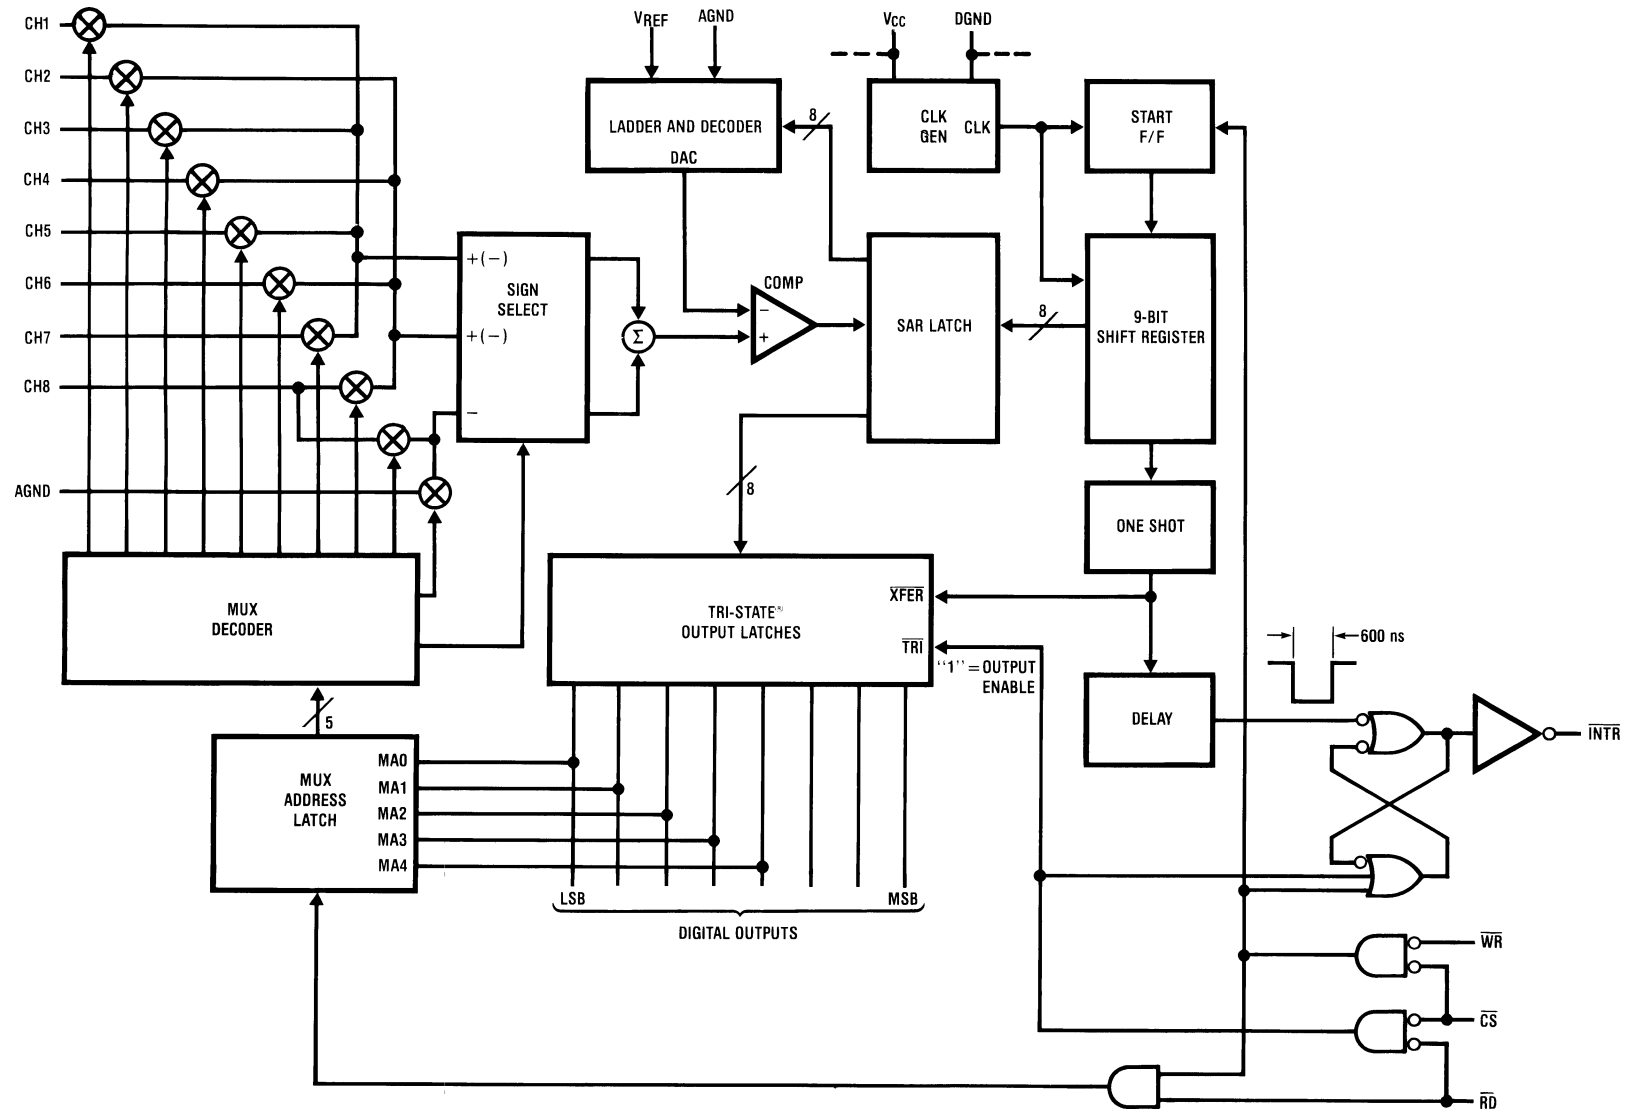 CH1
CH2
CH3
CH4
CH5
CH6
CH7
CH8
AGND
VREF
AGND
LADDER AND DECODER
DAC
8
VCC
DGND
CLK
GEN
CLK
START
F/F
+(−)
SIGN
SELECT
+(−)
−
Σ
COMP
−
+
SAR LATCH
8
9-BIT
SHIFT REGISTER
8
ONE SHOT
MUX
DECODER
TRI-STATE®
OUTPUT LATCHES
XFER
TRI
"1" = OUTPUT
ENABLE
DELAY
600 ns
INTR
5
MUX
ADDRESS
LATCH
MA0
MA1
MA2
MA3
MA4
LSB
MSB
DIGITAL OUTPUTS
WR
CS
RD